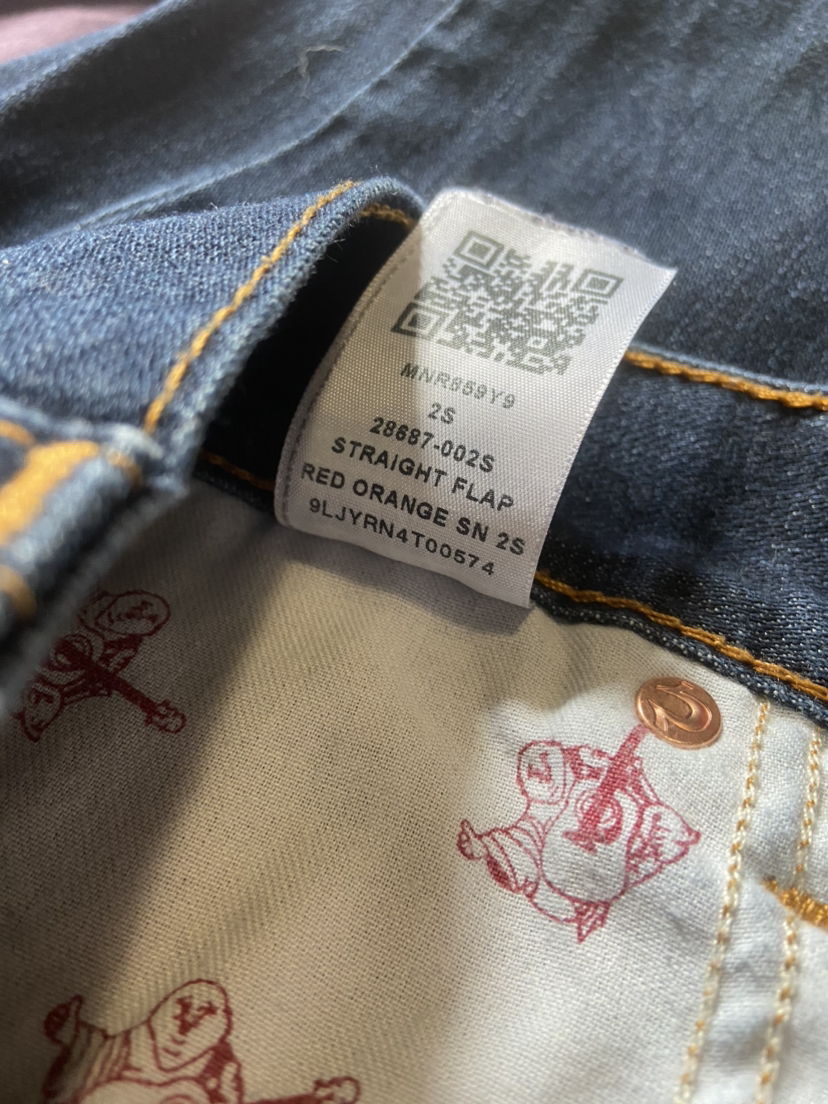 MNR859Y9
2S
28687-002S
STRAIGHT FLAP
RED ORANGE SN 2S
9LJYRN4T00574